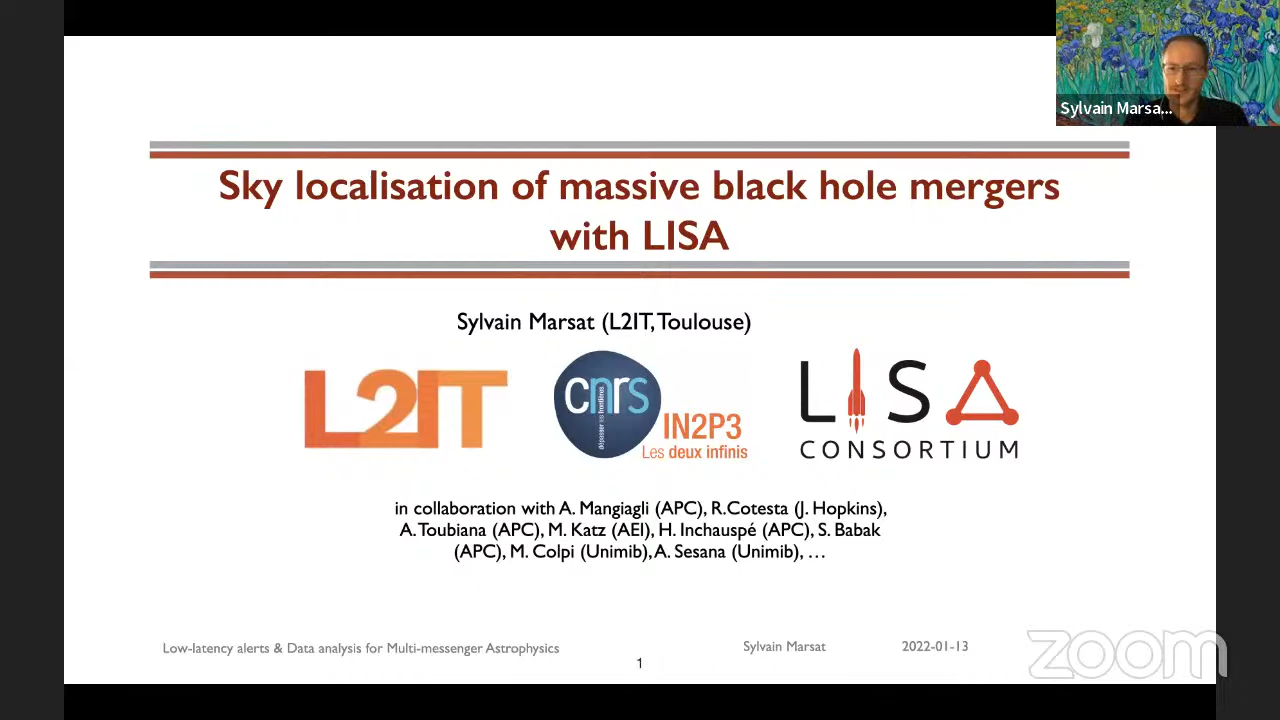 Sylvain Marsa...
Sky localisation of massive black hole mergers
with LISA
Sylvain Marsat (L2IT, Toulouse)
L2IT
cnrs
dépasser les frontières
IN2P3
Les deux infinis
LISA
CONSORTIUM
in collaboration with A. Mangiagli (APC), R.Cotesta (J. Hopkins),
A. Toubiana (APC), M. Katz (AEI), H. Inchauspé (APC), S. Babak
(APC), M. Colpi (Unimib), A. Sesana (Unimib), …
Low-latency alerts & Data analysis for Multi-messenger Astrophysics
Sylvain Marsat
2022-01-13
1
zoom